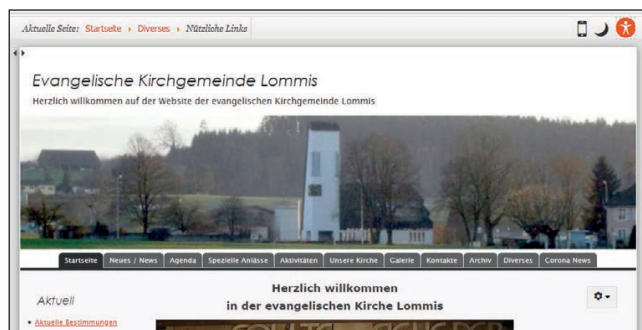 Aktuelle Seite: Startseite Diverses Nützliche Links
Evangelische Kirchgemeinde Lommis
Herzlich willkommen auf der Website der evangelischen Kirchgemeinde Lommis
Startseite Neues / News Agenda Spezielle Anlässe Aktivitäten Unsere Kirche Galerie Kontakte Archiv Diverses Corona News
Aktuell
Aktuelle Bestimmungen
Herzlich willkommen
in der evangelischen Kirche Lommis